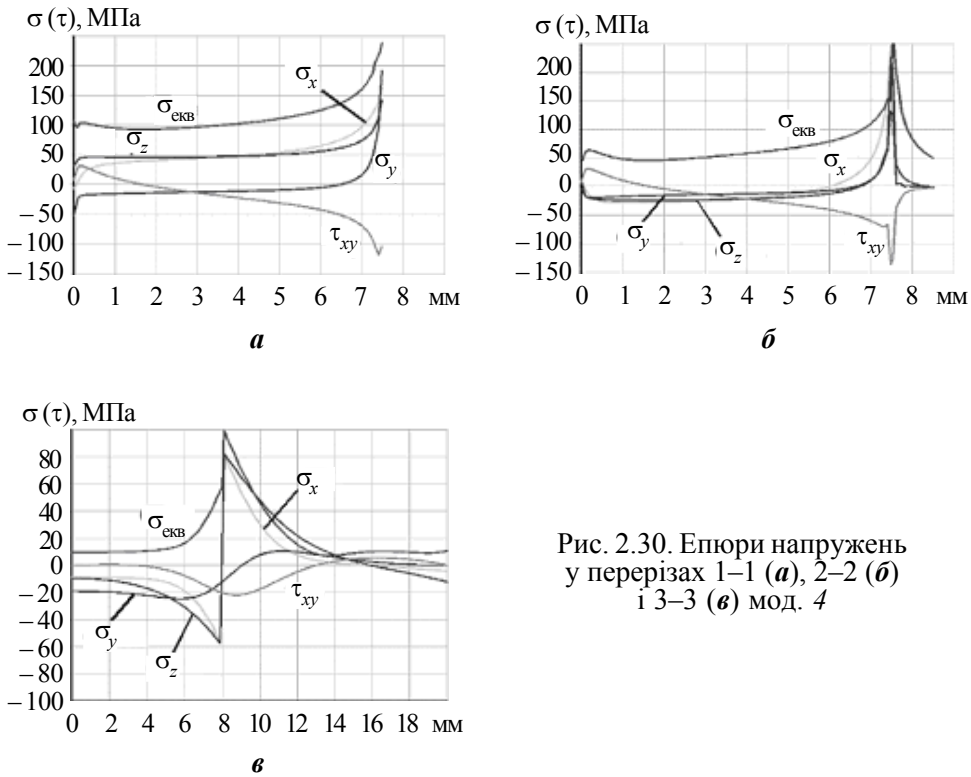 σ (τ), МПа
200
150
100
50
0
– 50
– 100
– 150
σекв
σz
σx
σy
τxy
0 1 2 3 4 5 6 7 8 мм
а
σ (τ), МПа
200
150
100
50
0
– 50
– 100
– 150
σекв
σx
σy
σz
τxy
0 1 2 3 4 5 6 7 8 мм
б
σ (τ), МПа
80
60
40
20
0
– 20
– 40
– 60
– 80
– 100
σекв
σx
τxy
σy
σz
0 2 4 6 8 10 12 14 16 18 мм
в
Рис. 2.30. Епюри напружень
у перерізах 1–1 (а), 2–2 (б)
і 3–3 (в) мод. 4